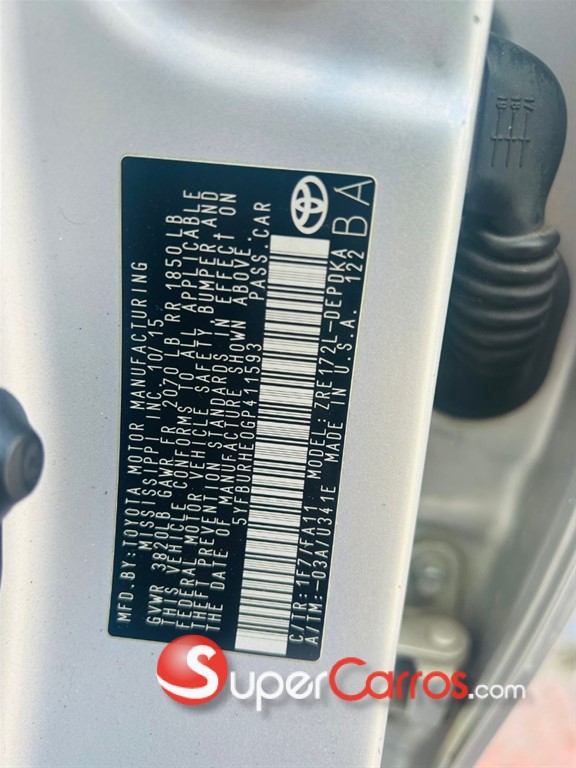 MFD.BY:TOYOTA MOTOR MANUFACTURING
MISSISSIPPI INC. 10/15
GVWR 3820LB GAWR FR 2070 LB RR 1850 LB
THIS VEHICLE CONFORMS TO ALL APPLICABLE
FEDERAL MOTOR VEHICLE SAFETY, BUMPER AND
THEFT PREVENTION STANDARDS IN EFFECT ON
THE DATE OF MANUFACTURE SHOWN ABOVE.
5YFBURHE0GP411593 PASS.CAR
C/TR:1F7/FA11 MODEL:ZRE172L-DEPDKA
A/TM:-03A/U341E MADE IN U.S.A. 122
BA
SuperCarros.com